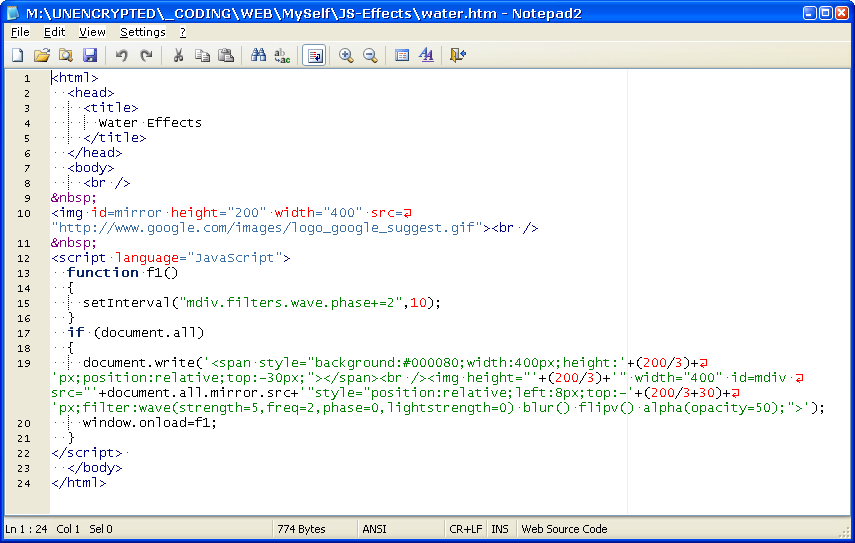 M:\UNENCRYPTED\_CODING\WEB\MySelf\JS-Effects\water.htm - Notepad2
File Edit View Settings ?
1 <html>
2 <head>
3 <title>
4 Water Effects
5 </title>
6 </head>
7 <body>
8 <br />
9 &nbsp;
10 <img id=mirror height="200" width="400" src=
"http://www.google.com/images/logo_google_suggest.gif"><br />
11 &nbsp;
12 <script language="JavaScript">
13 function f1()
14 {
15 setInterval("mdiv.filters.wave.phase+=2",10);
16 }
17 if (document.all)
18 {
19 document.write('<span style="background:#000080;width:400px;height:'+(200/3)+
'px;position:relative;top:-30px;"></span><br /><img height="'+(200/3)+'" width="400" id=mdiv
src="'+document.all.mirror.src+'"style="position:relative;left:8px;top:-'+(200/3+30)+
'px;filter:wave(strength=5,freq=2,phase=0,lightstrength=0) blur() flipv() alpha(opacity=50);">');
20 window.onload=f1;
21 }
22 </script>
23 </body>
24 </html>
Ln 1 : 24 Col 1 Sel 0 774 Bytes ANSI CR+LF INS Web Source Code